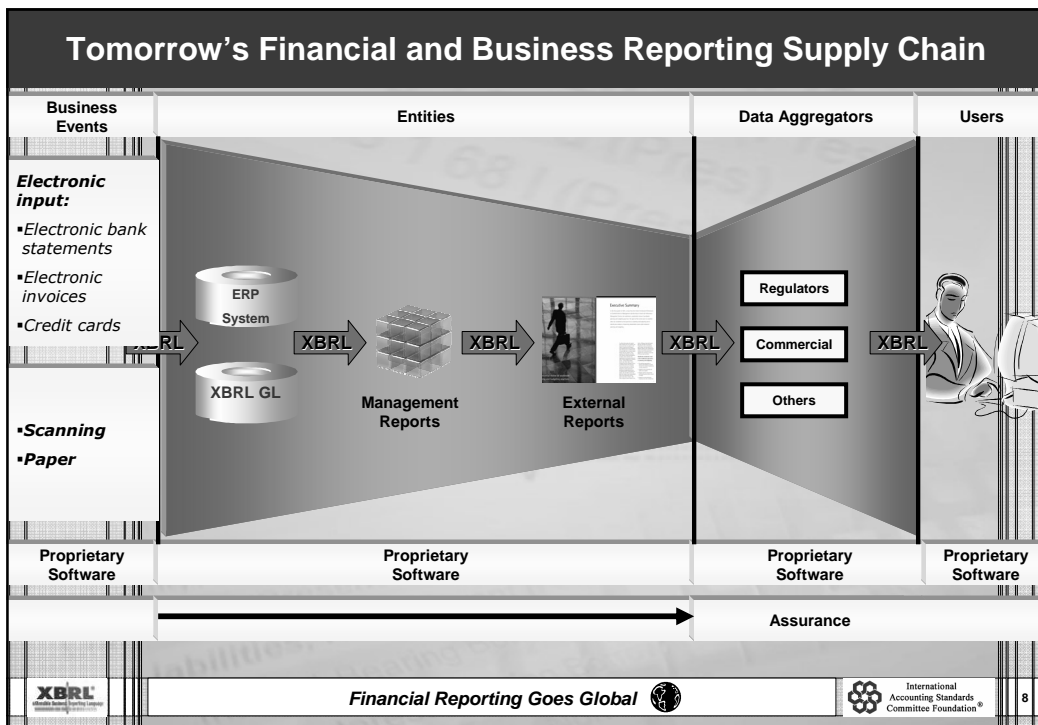 Tomorrow's Financial and Business Reporting Supply Chain
Business
Events
Entities
Data Aggregators
Users
Electronic
input:
▪Electronic bank
statements
▪Electronic
invoices
▪Credit cards
▪Scanning
▪Paper
XBRL
ERP
System
XBRL GL
XBRL
Management
Reports
XBRL
Executive Summary
External
Reports
XBRL
Regulators
Commercial
Others
XBRL
Proprietary
Software
Proprietary
Software
Proprietary
Software
Proprietary
Software
Assurance
XBRL
Financial Reporting Goes Global
International
Accounting Standards
Committee Foundation®
8